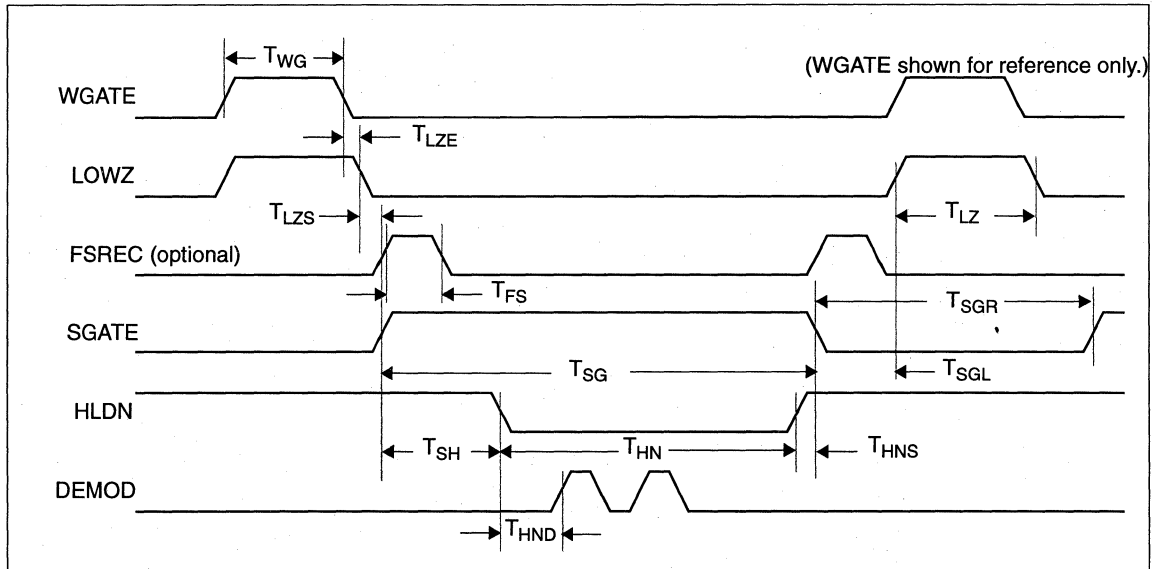 T_WG
(WGATE shown for reference only.)
WGATE
T_LZE
LOWZ
T_LZS
T_LZ
FSREC (optional)
T_FS
T_SGR
SGATE
T_SG
T_SGL
HLDN
T_SH
T_HN
T_HNS
DEMOD
T_HND